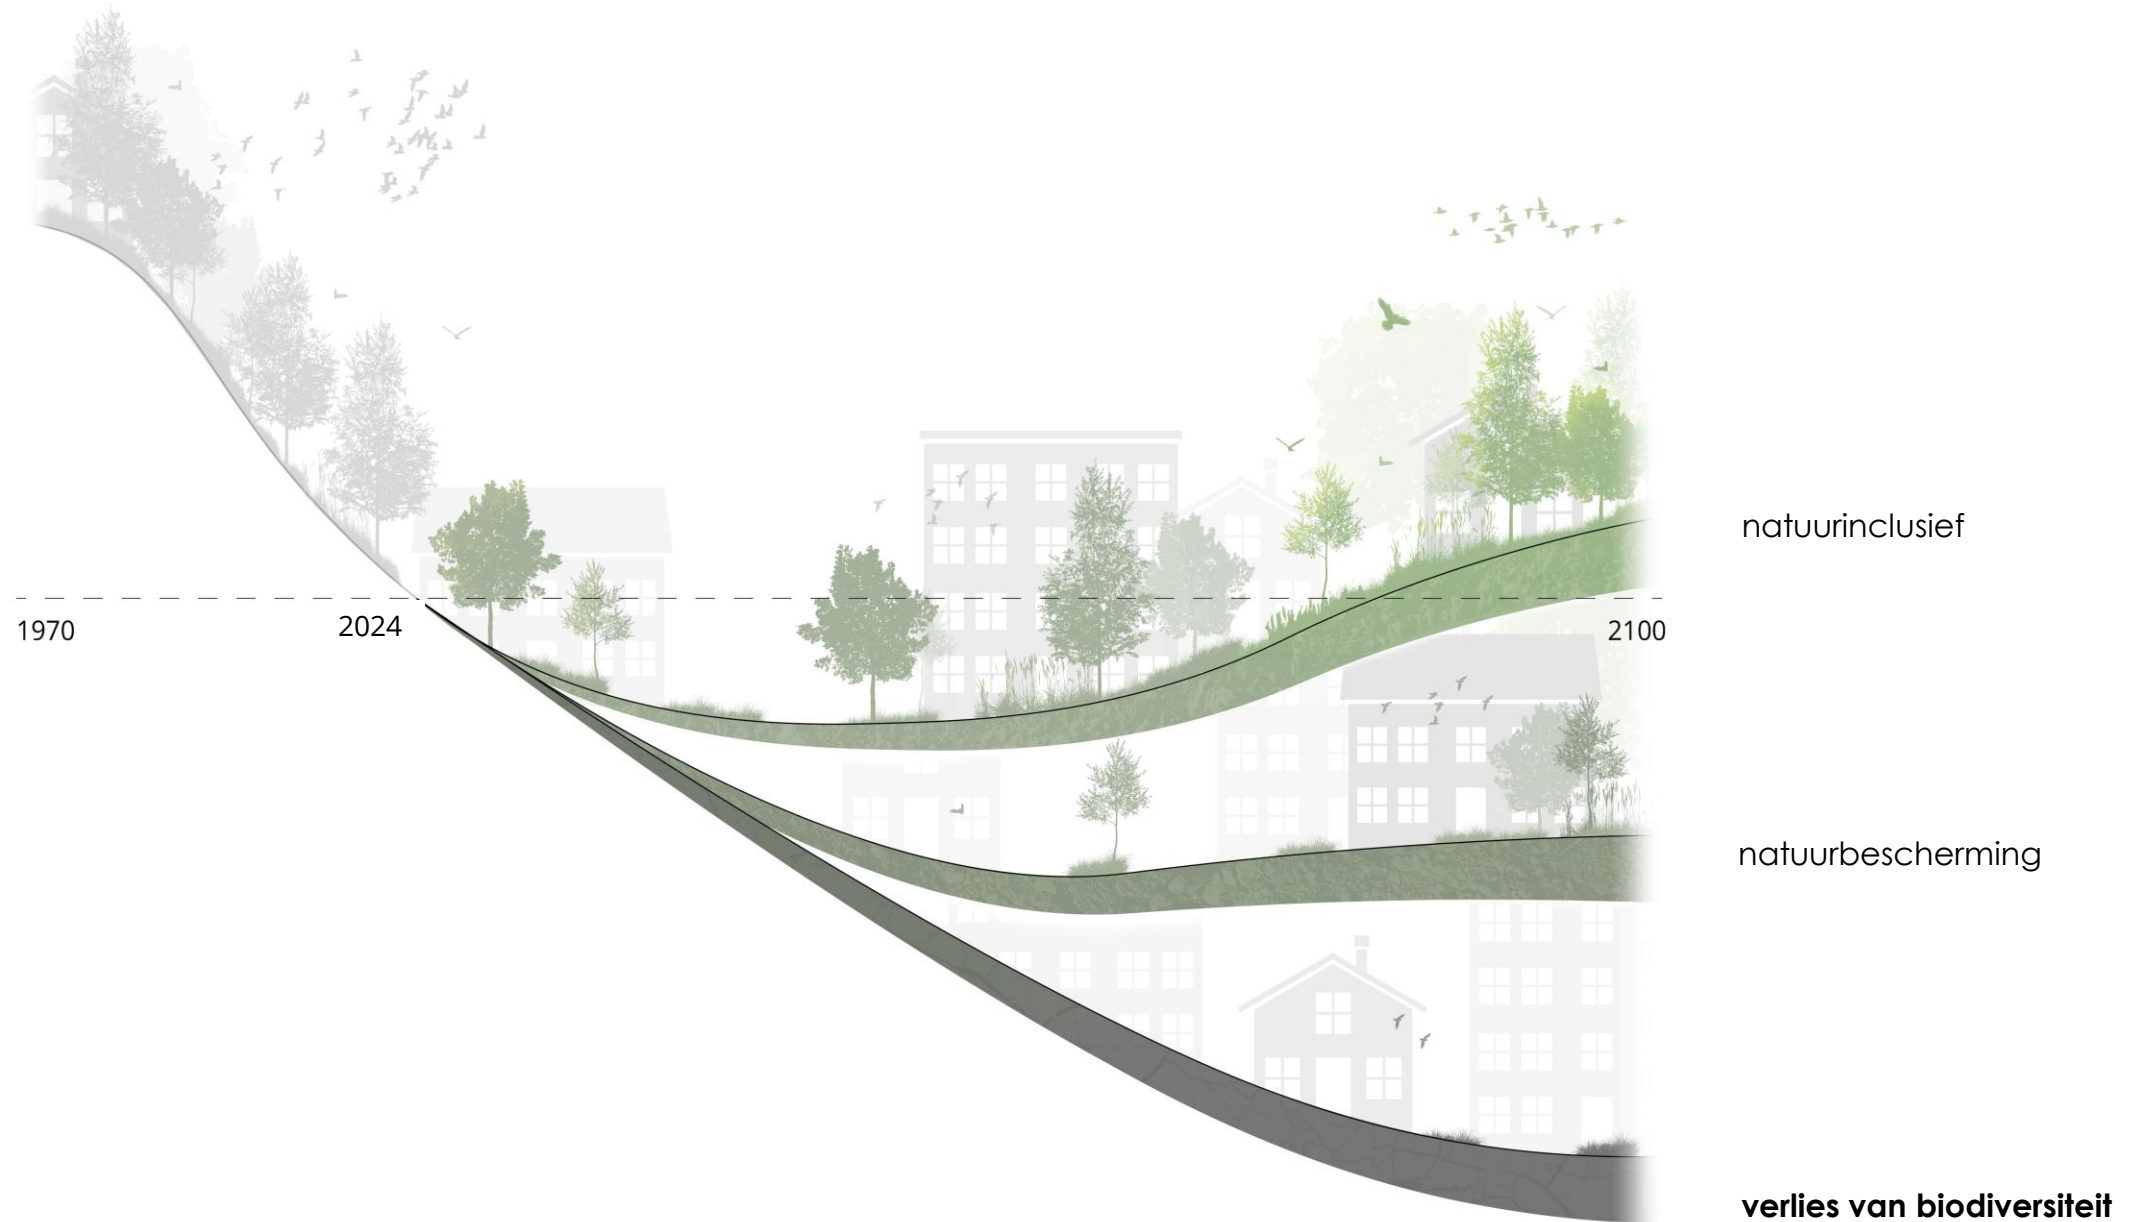 natuurinclusief
1970
2024
2100
natuurbescherming
verlies van biodiversiteit